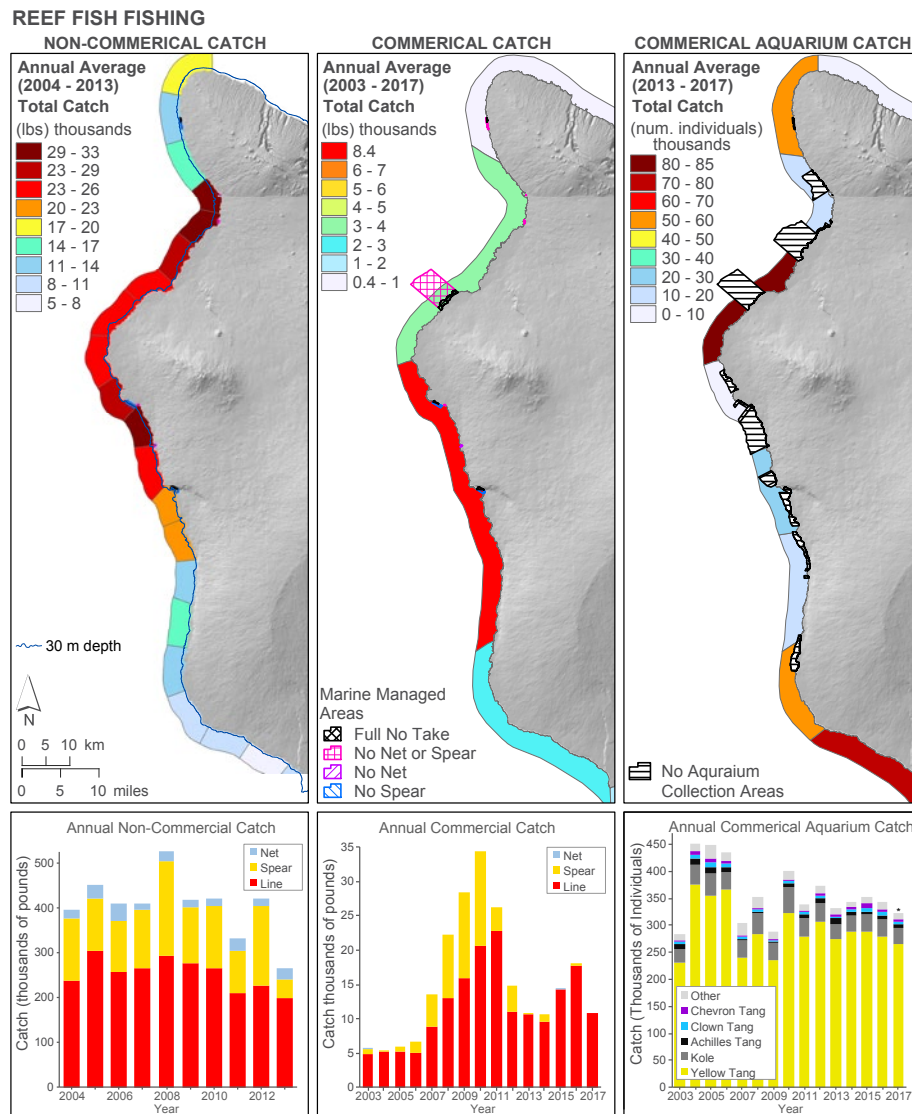 REEF FISH FISHING
NON-COMMERICAL CATCH
Annual Average
(2004 - 2013)
Total Catch
(lbs) thousands
29 - 33
23 - 29
23 - 26
20 - 23
17 - 20
14 - 17
11 - 14
8 - 11
5 - 8
30 m depth
N
0 5 10 km
0 5 10 miles
COMMERICAL CATCH
Annual Average
(2003 - 2017)
Total Catch
(lbs) thousands
8.4
6 - 7
5 - 6
4 - 5
3 - 4
2 - 3
1 - 2
0.4 - 1
Marine Managed
Areas
Full No Take
No Net or Spear
No Net
No Spear
COMMERICAL AQUARIUM CATCH
Annual Average
(2013 - 2017)
Total Catch
(num. individuals)
thousands
80 - 85
70 - 80
60 - 70
50 - 60
40 - 50
30 - 40
20 - 30
10 - 20
0 - 10
No Aquraium
Collection Areas
Annual Non-Commercial Catch
Net
Spear
Line
Catch (thousands of pounds)
500
400
300
200
100
0
2004 2006 2008 2010 2012
Year
Annual Commercial Catch
Net
Spear
Line
Catch (thousands of pounds)
35
30
25
20
15
10
5
0
2003 2005 2007 2009 2011 2013 2015 2017
Year
Annual Commerical Aquarium Catch
Catch (Thousands of Individuals)
450
400
350
300
250
200
150
100
50
0
*
Other
Chevron Tang
Clown Tang
Achilles Tang
Kole
Yellow Tang
2003 2005 2007 2009 2011 2013 2015 2017
Year